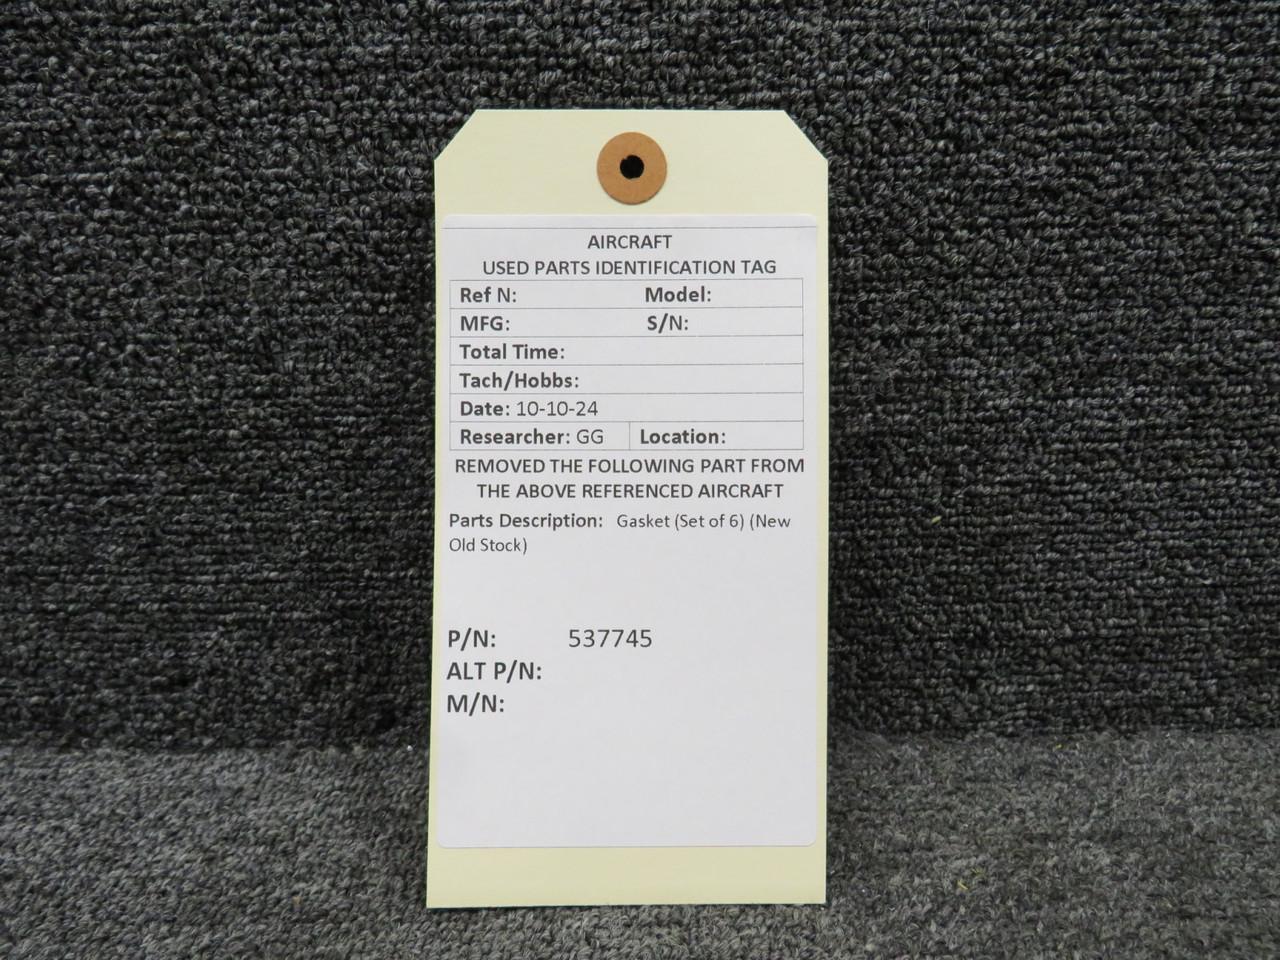 AIRCRAFT
USED PARTS IDENTIFICATION TAG
Ref N: Model:
MFG: S/N:
Total Time:
Tach/Hobbs:
Date: 10-10-24
Researcher: GG Location:
REMOVED THE FOLLOWING PART FROM
THE ABOVE REFERENCED AIRCRAFT
Parts Description: Gasket (Set of 6) (New
Old Stock)
P/N: 537745
ALT P/N:
M/N: